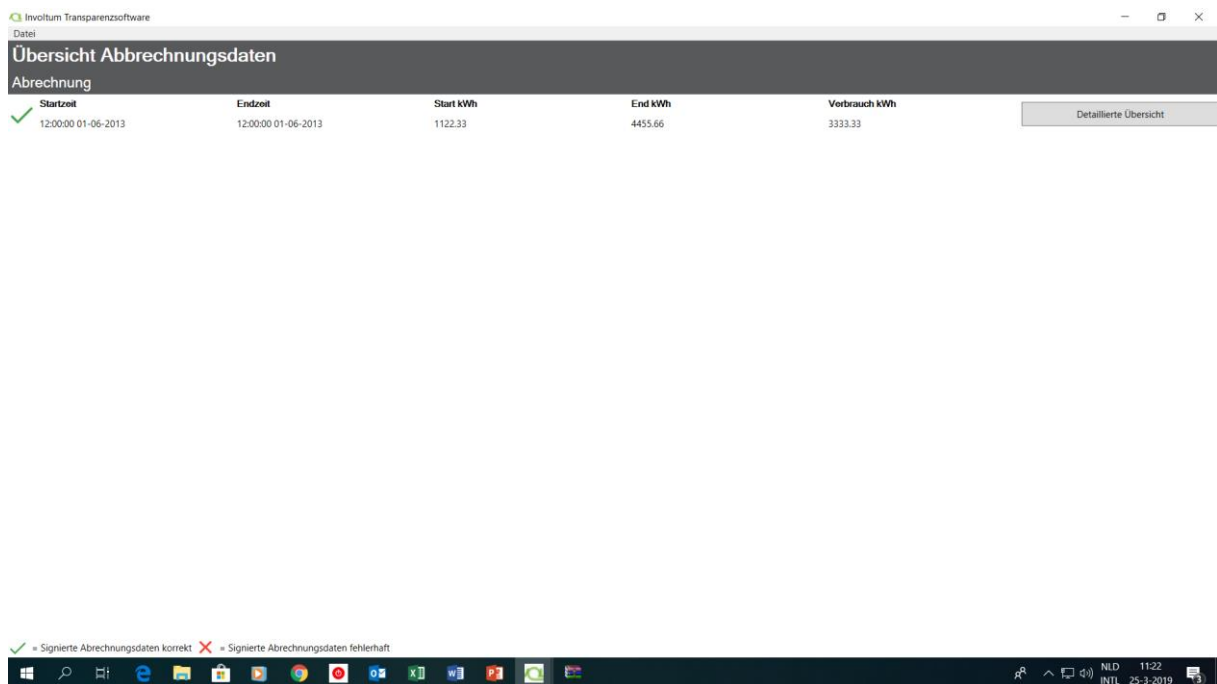 Involtum Transparenzsoftware
Datei
Übersicht Abbrechnungsdaten
Abrechnung
Startzeit Endzeit Start kWh End kWh Verbrauch kWh
Detaillierte Übersicht
12:00:00 01-06-2013 12:00:00 01-06-2013 1122.33 4455.66 3333.33
= Signierte Abrechnungsdaten korrekt = Signierte Abrechnungsdaten fehlerhaft
NLD 11:22
INTL 25-3-2019